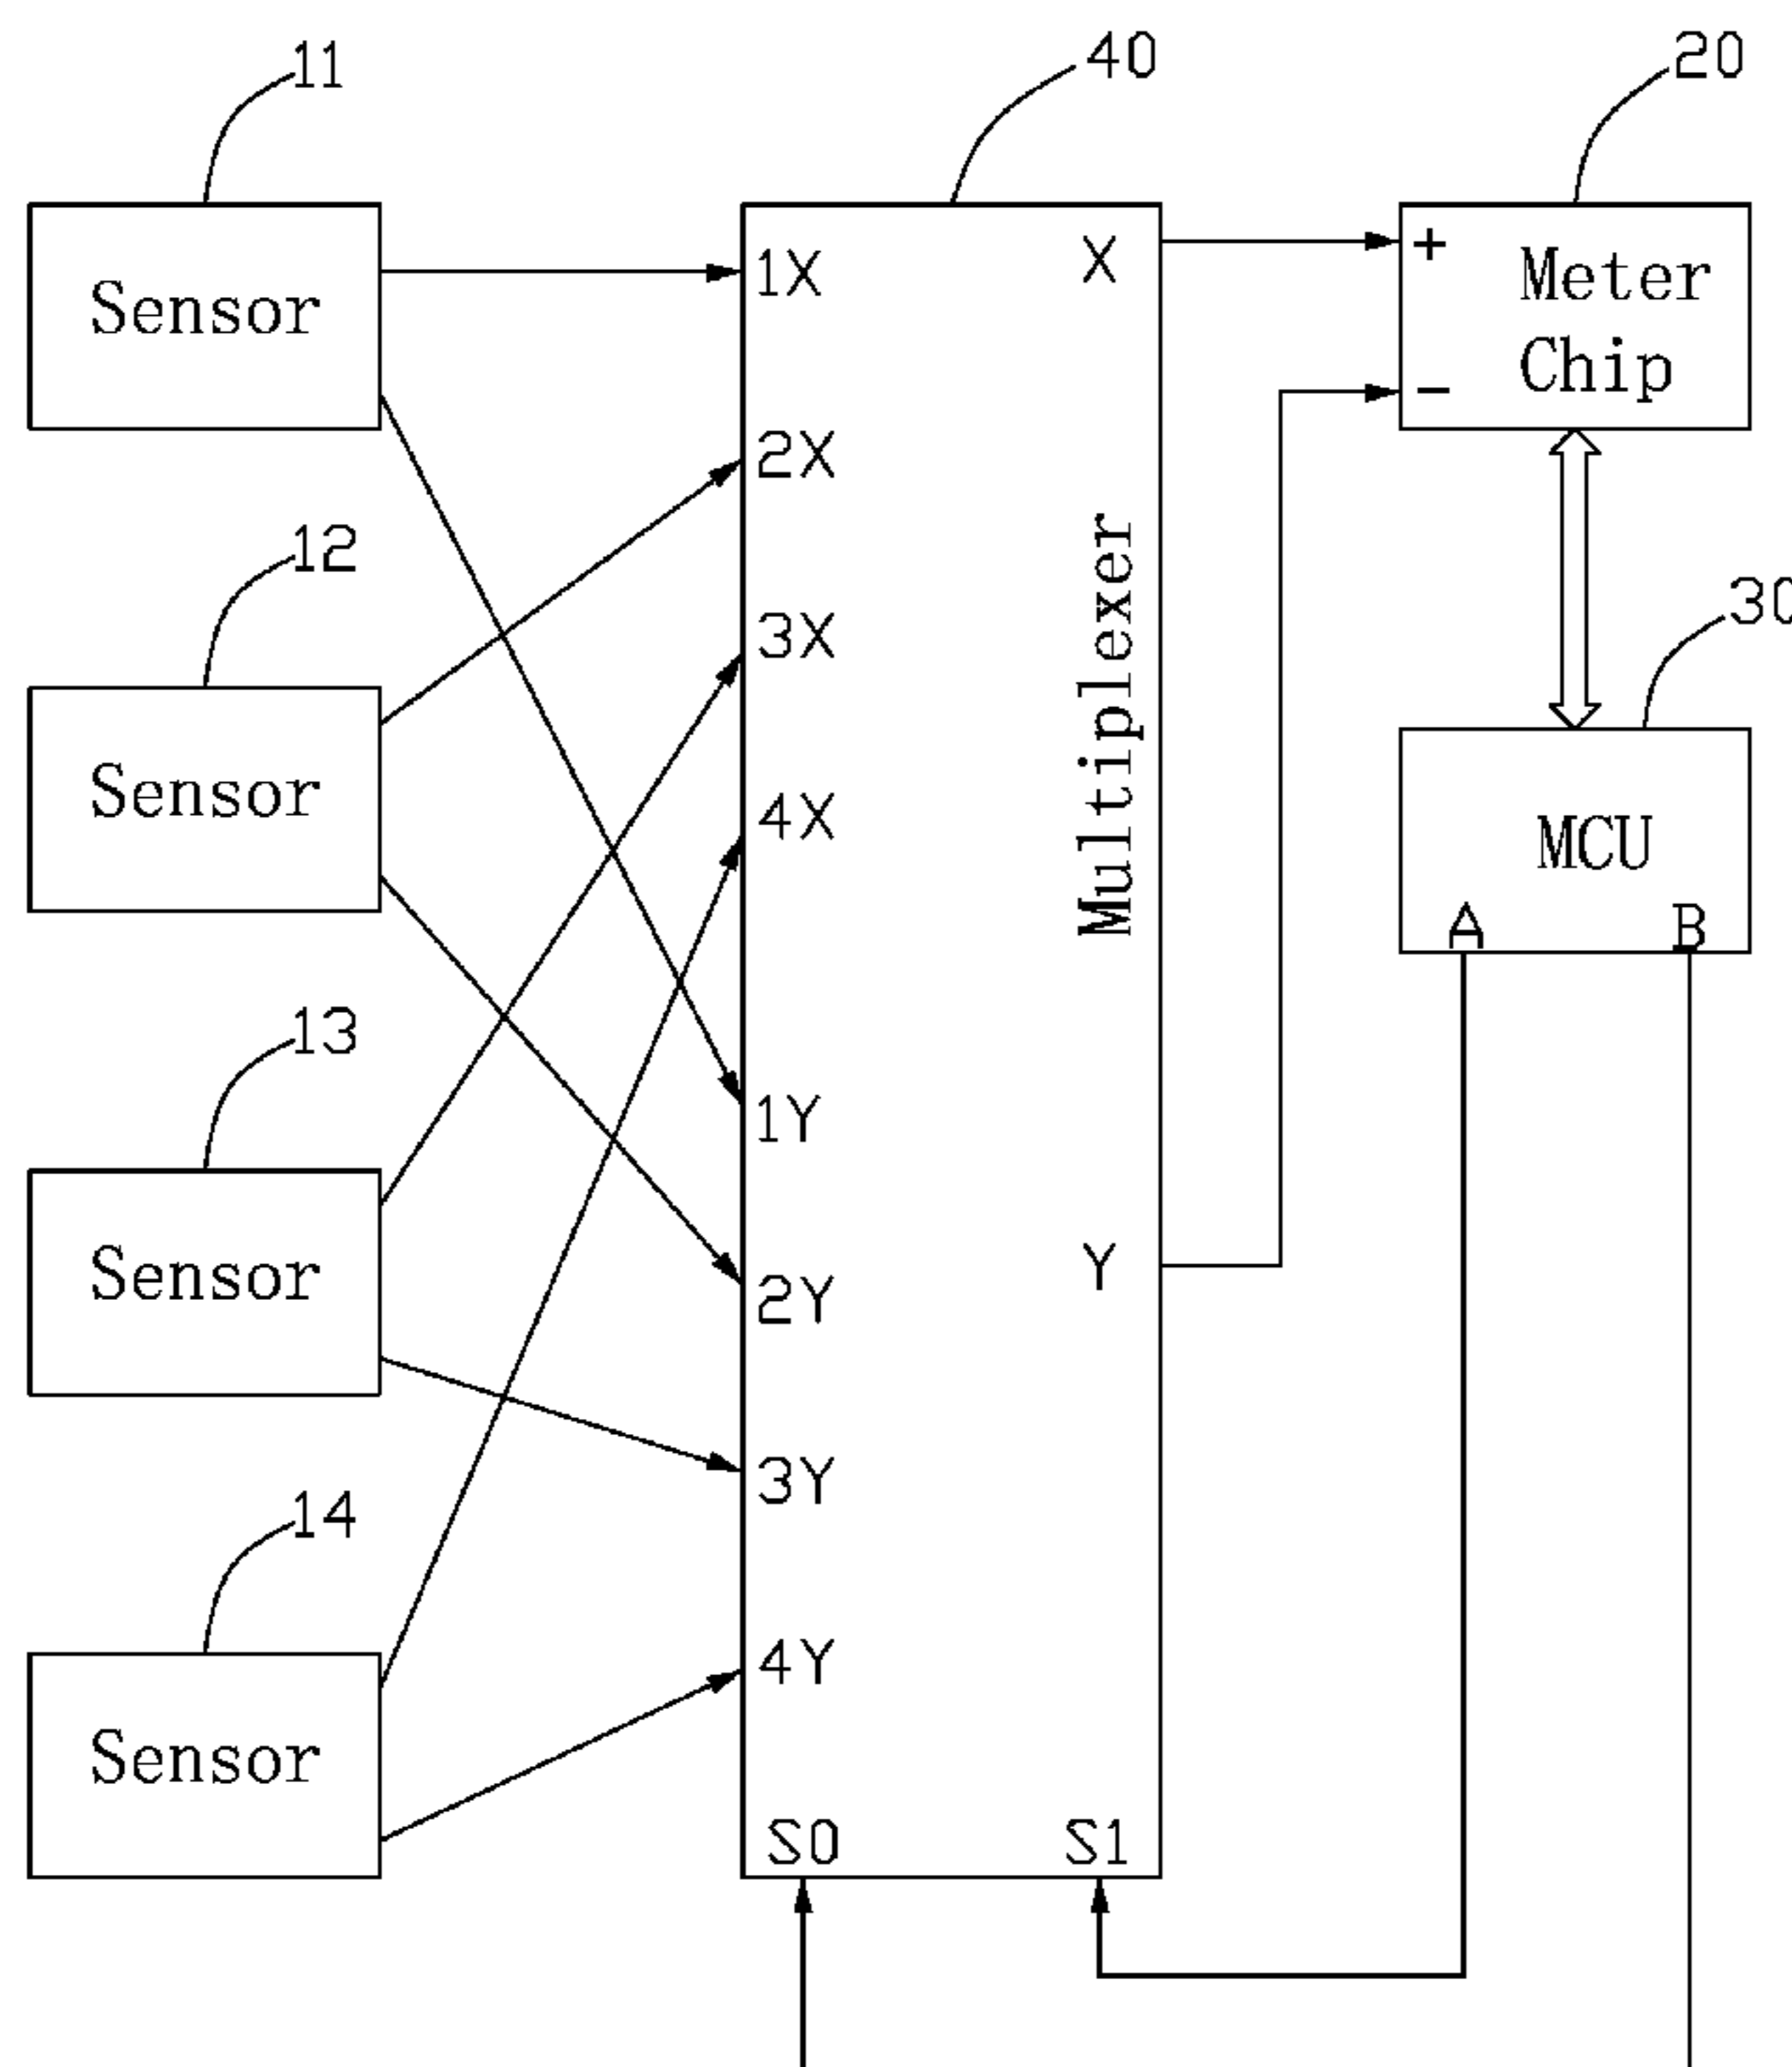 11
40
20
Sensor
1X
X
+
Meter
Chip
-
2X
12
Sensor
3X
30
4X
Multiplexer
MCU
A
B
13
Sensor
1Y
2Y
Y
3Y
14
Sensor
4Y
S0
S1